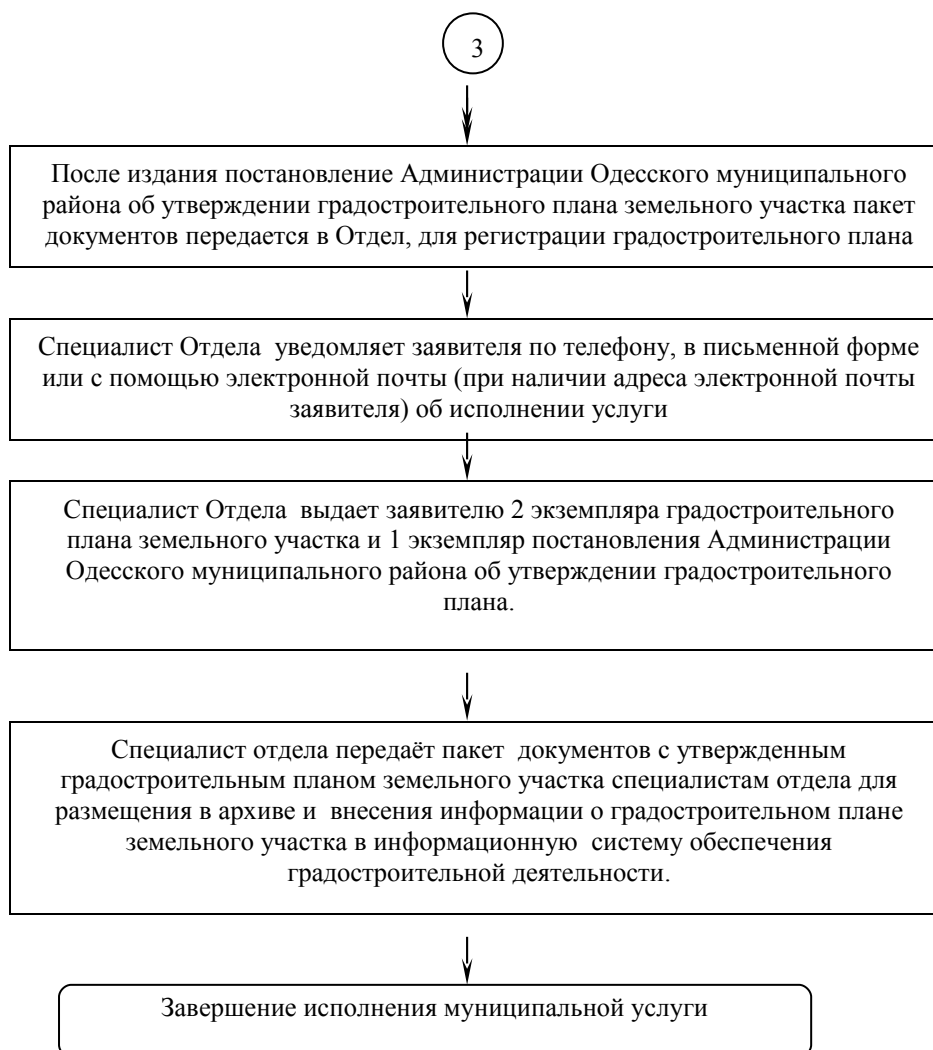 3
После издания постановление Администрации Одесского муниципального
района об утверждении градостроительного плана земельного участка пакет
документов передается в Отдел, для регистрации градостроительного плана
Специалист Отдела уведомляет заявителя по телефону, в письменной форме
или с помощью электронной почты (при наличии адреса электронной почты
заявителя) об исполнении услуги
Специалист Отдела выдает заявителю 2 экземпляра градостроительного
плана земельного участка и 1 экземпляр постановления Администрации
Одесского муниципального района об утверждении градостроительного
плана.
Специалист отдела передаёт пакет документов с утвержденным
градостроительным планом земельного участка специалистам отдела для
размещения в архиве и внесения информации о градостроительном плане
земельного участка в информационную систему обеспечения
градостроительной деятельности.
Завершение исполнения муниципальной услуги